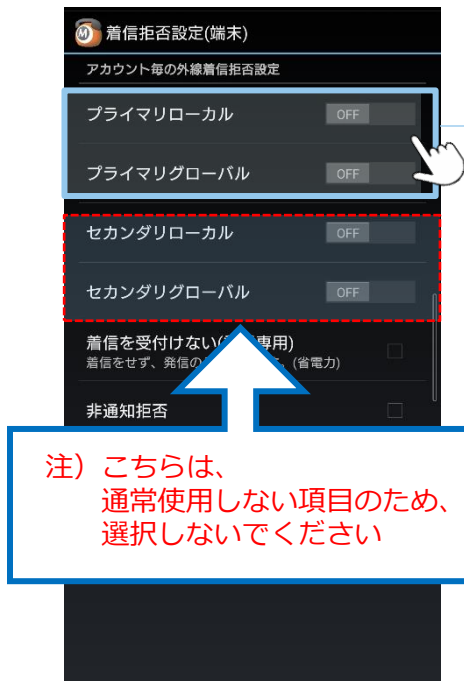 着信拒否設定(端末)
アカウント毎の外線着信拒否設定
プライマリローカル OFF
プライマリグローバル OFF
セカンダリローカル OFF
セカンダリグローバル OFF
着信を受付けない( 専用)
着信をせず、発信の 。(省電力)
非通知拒否
注）こちらは、
通常使用しない項目のため、
選択しないでください